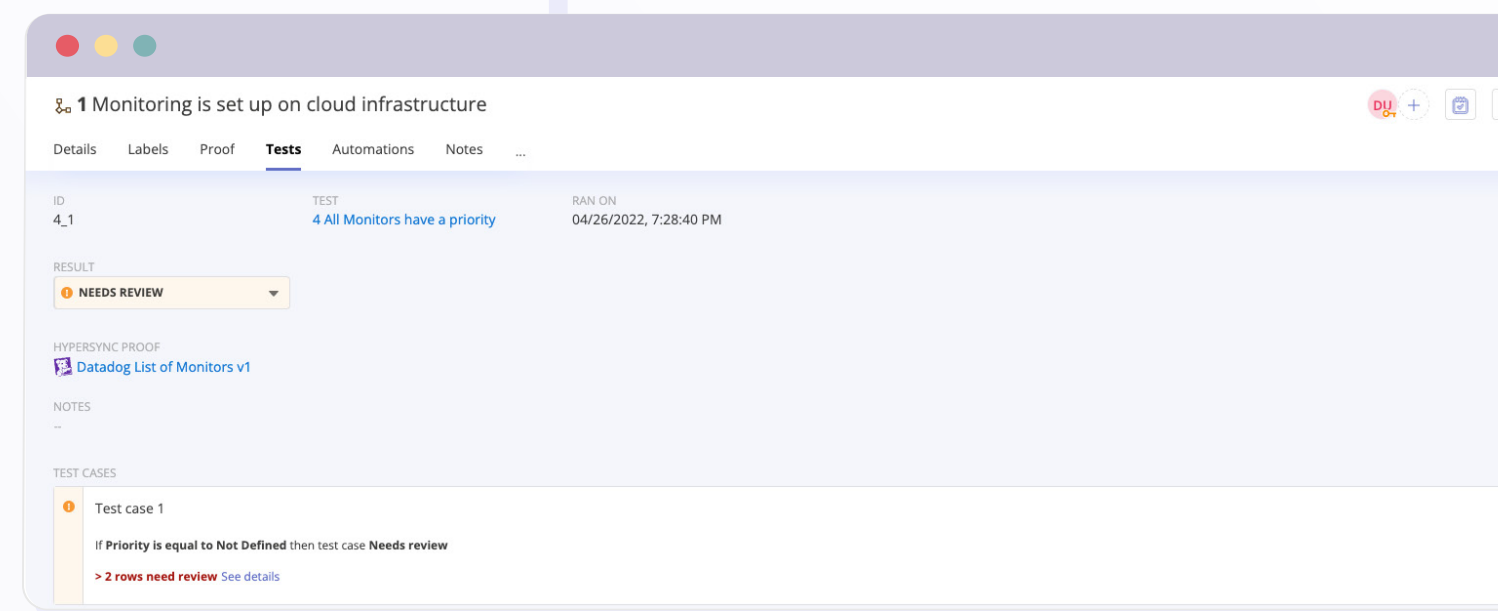 1 Monitoring is set up on cloud infrastructure
DU +
Details Labels Proof Tests Automations Notes ...
ID TEST RAN ON
4_1 4 All Monitors have a priority 04/26/2022, 7:28:40 PM
RESULT
NEEDS REVIEW
HYPERSYNC PROOF
Datadog List of Monitors v1
NOTES
--
TEST CASES
Test case 1
If Priority is equal to Not Defined then test case Needs review
> 2 rows need review See details